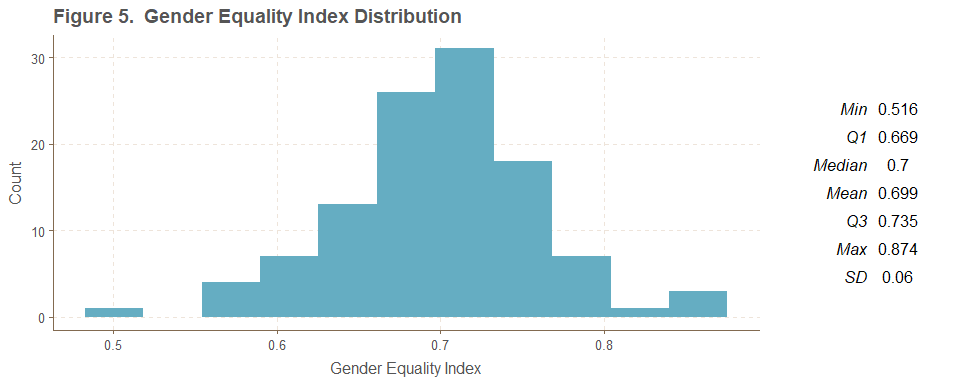 Figure 5.  Gender Equality Index Distribution
Count
30
20
10
0
0.5 0.6 0.7 0.8
Gender Equality Index
Min 0.516
Q1 0.669
Median 0.7
Mean 0.699
Q3 0.735
Max 0.874
SD 0.06